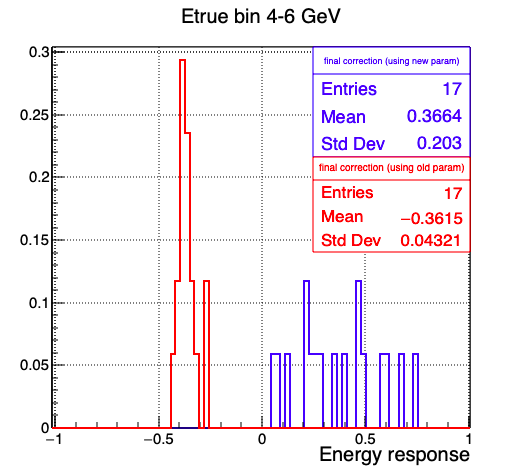 Etrue bin 4-6 GeV
final correction (using new param)
Entries 17
Mean 0.3664
Std Dev 0.203
final correction (using old param)
Entries 17
Mean −0.3615
Std Dev 0.04321
0.3
0.25
0.2
0.15
0.1
0.05
0
−1 −0.5 0 0.5 1
Energy response